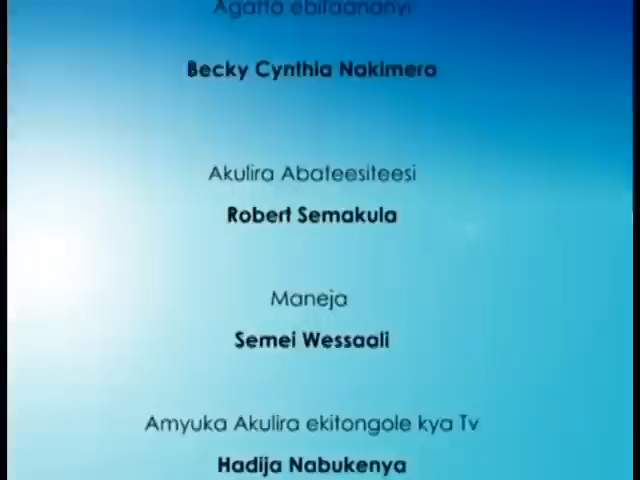 Agatta ebifaananyi
Becky Cynthia Nakimera
Akulira Abateesiteesi
Robert Semakula
Maneja
Semei Wessaali
Amyuka Akulira ekitongole kya Tv
Hadija Nabukenya